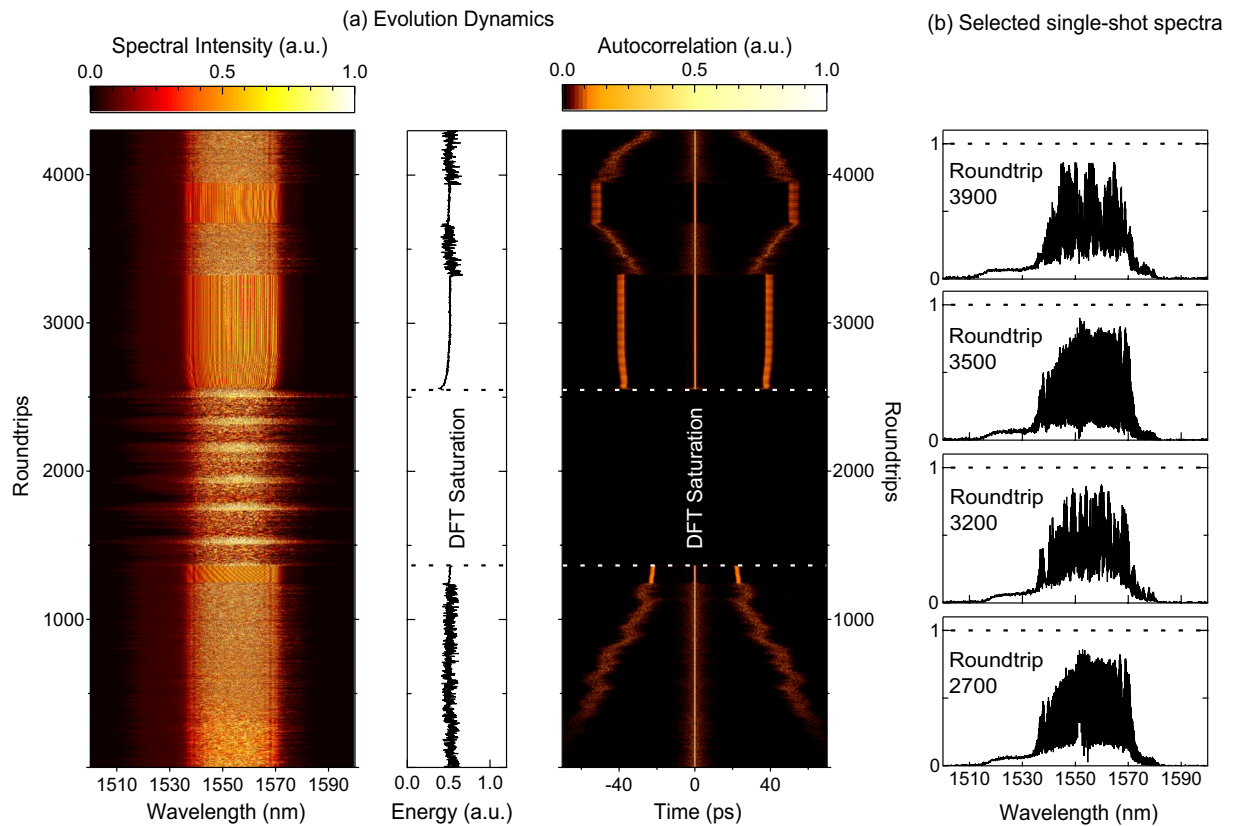 (a) Evolution Dynamics
(b) Selected single-shot spectra
Spectral Intensity (a.u.)
0.0 0.5 1.0
Autocorrelation (a.u.)
0.0 0.5 1.0
Roundtrips
4000
3000
2000
1000
1510 1530 1550 1570 1590
Wavelength (nm)
DFT Saturation
0.0 0.5 1.0
Energy (a.u.)
DFT Saturation
-40 0 40
Time (ps)
4000
3000
2000
1000
Roundtrips
1
Roundtrip
3900
0
1
Roundtrip
3500
0
1
Roundtrip
3200
0
1
Roundtrip
2700
0
1510 1530 1550 1570 1590
Wavelength (nm)